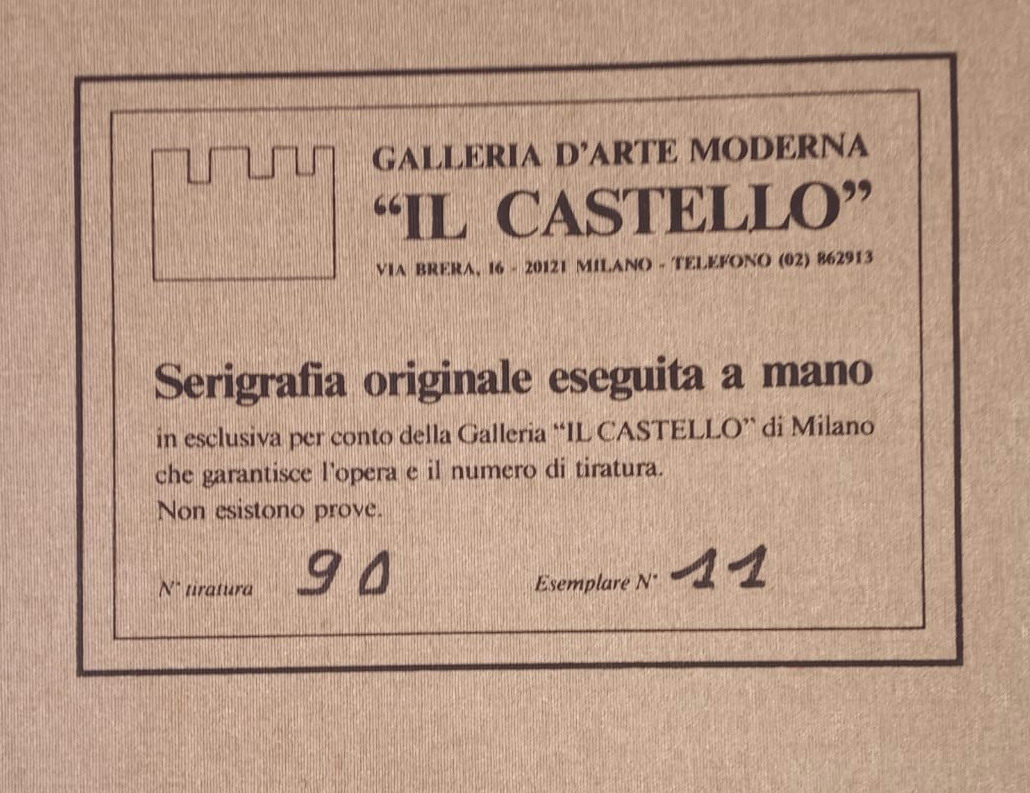 GALLERIA D'ARTE MODERNA
“IL CASTELLO”
VIA BRERA, 16 - 20121 MILANO - TELEFONO (02) 862913
Serigrafia originale eseguita a mano
in esclusiva per conto della Galleria “IL CASTELLO” di Milano
che garantisce l'opera e il numero di tiratura.
Non esistono prove.
N° tiratura 90 Esemplare N° 11